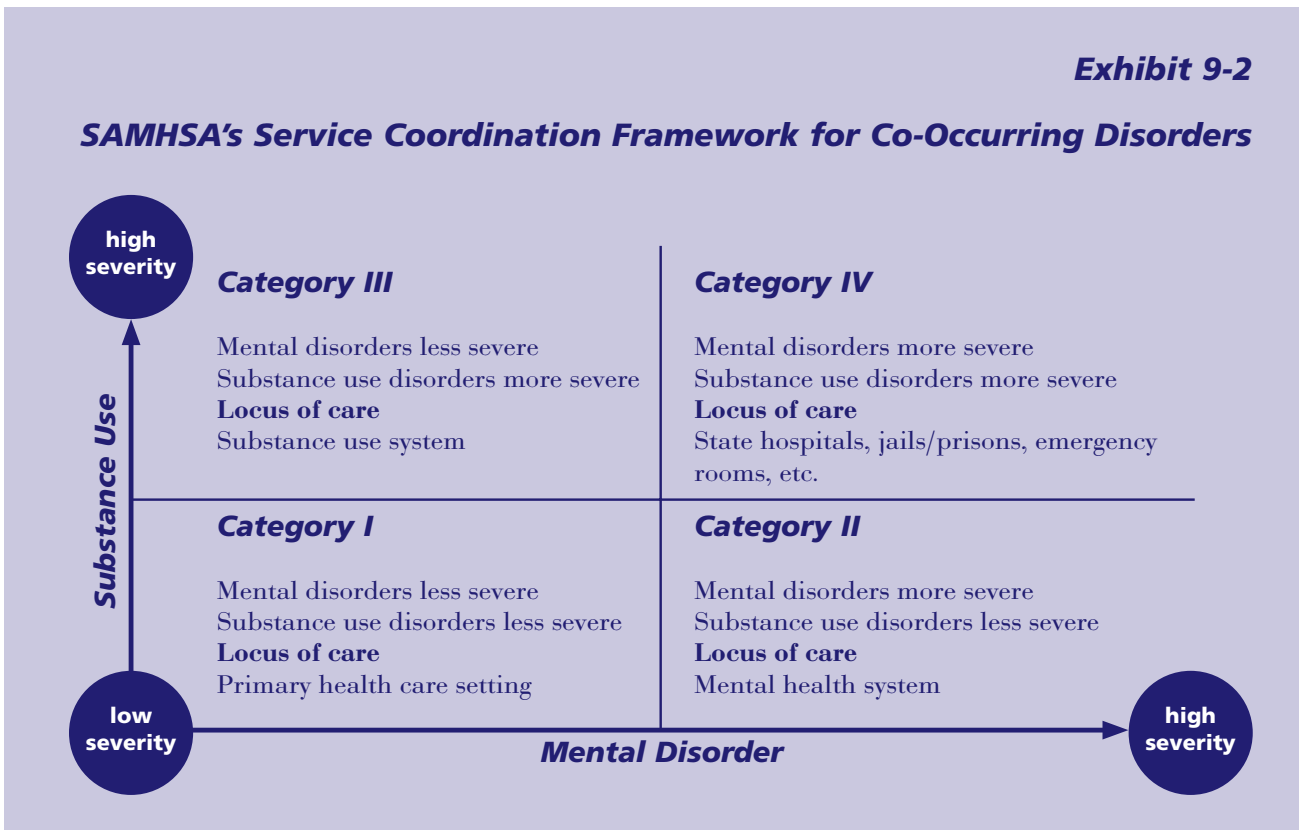 Exhibit 9-2
SAMHSA's Service Coordination Framework for Co-Occurring Disorders
high
severity
Substance Use
Category III
Mental disorders less severe
Substance use disorders more severe
Locus of care
Substance use system
Category IV
Mental disorders more severe
Substance use disorders more severe
Locus of care
State hospitals, jails/prisons, emergency
rooms, etc.
Category I
Mental disorders less severe
Substance use disorders less severe
Locus of care
Primary health care setting
Category II
Mental disorders more severe
Substance use disorders less severe
Locus of care
Mental health system
low
severity
Mental Disorder
high
severity